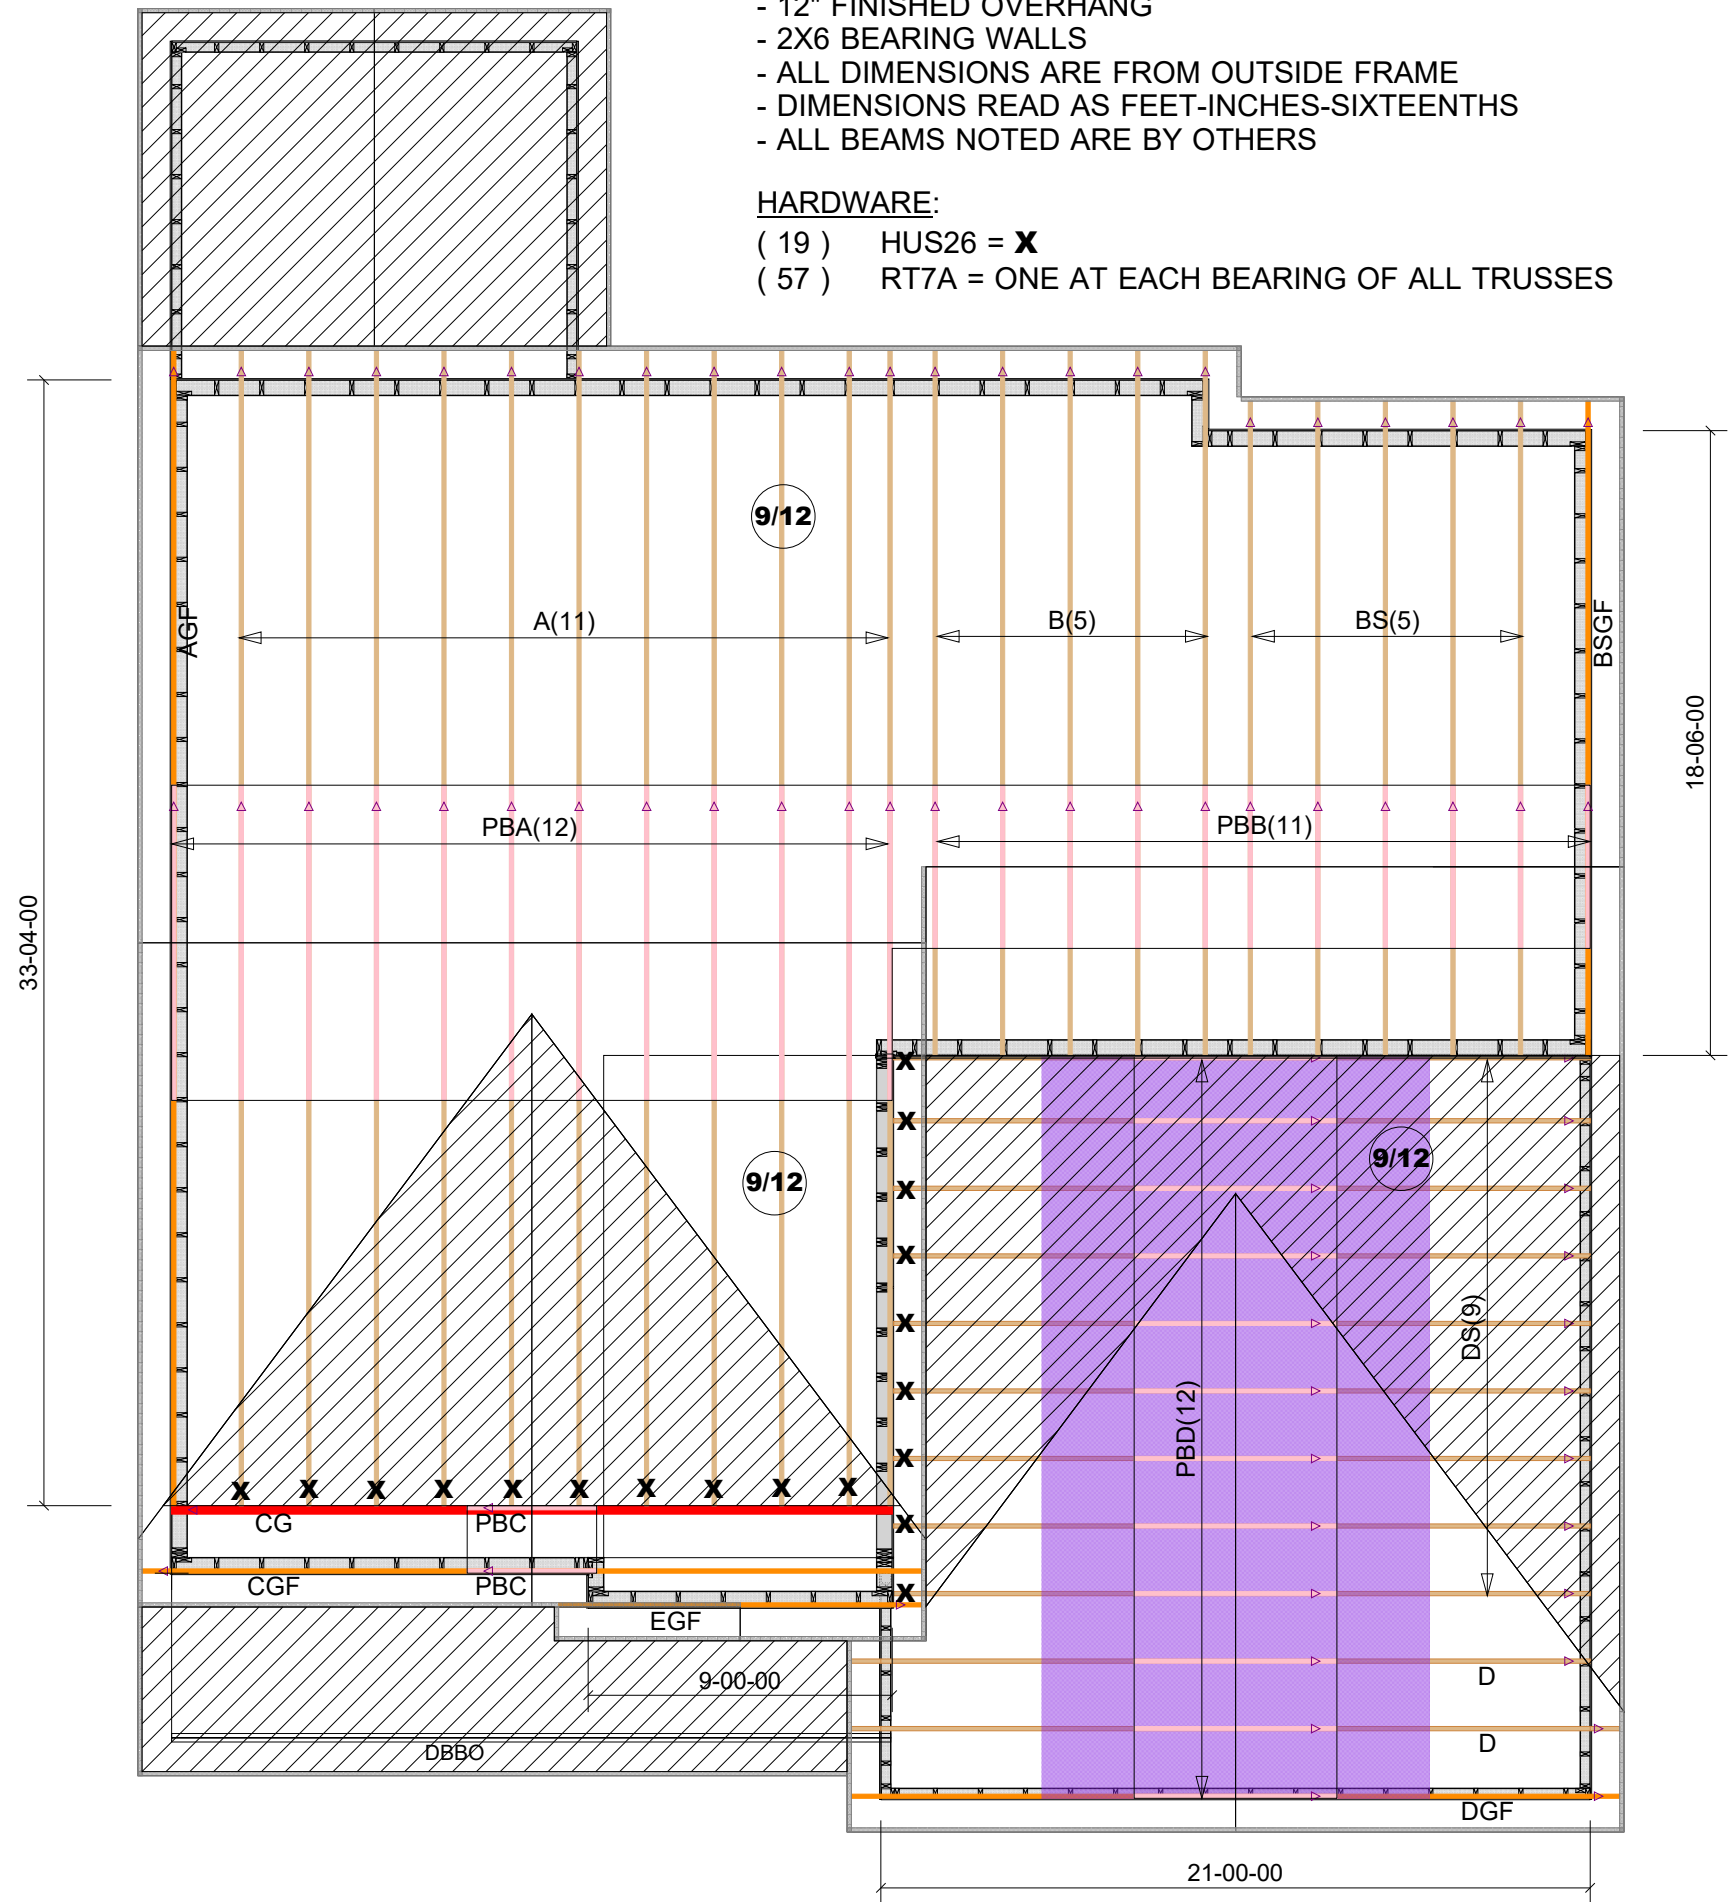 - 12" FINISHED OVERHANG
- 2X6 BEARING WALLS
- ALL DIMENSIONS ARE FROM OUTSIDE FRAME
- DIMENSIONS READ AS FEET-INCHES-SIXTEENTHS
- ALL BEAMS NOTED ARE BY OTHERS
HARDWARE:
( 19 ) HUS26 = X
( 57 ) RT7A = ONE AT EACH BEARING OF ALL TRUSSES
9/12
A(11)
B(5)
BS(5)
AGF
BSGF
18-06-00
PBA(12)
PBB(11)
33-04-00
X
X
9/12
9/12
X
X
X
DS(9)
X
PBD(12)
X
X X X X X X X X X X
CG
PBC
X
CGF
PBC
X
EGF
9-00-00
D
D
DBBO
DGF
21-00-00